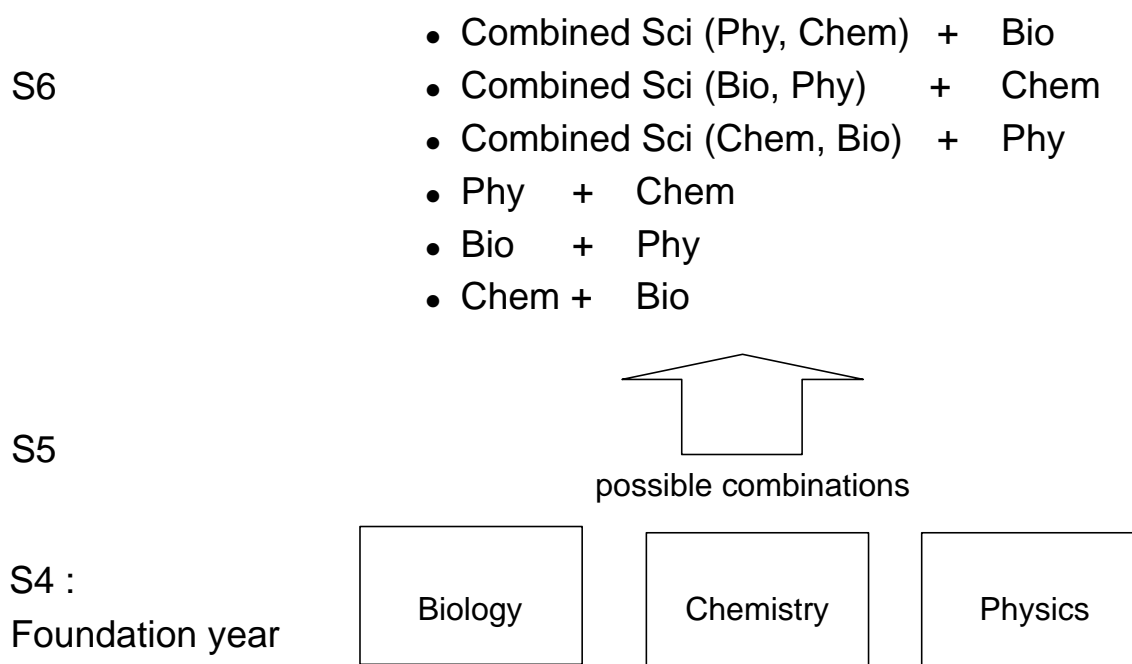 ● Combined Sci (Phy, Chem) + Bio
S6 ● Combined Sci (Bio, Phy) + Chem
● Combined Sci (Chem, Bio) + Phy
● Phy + Chem
● Bio + Phy
● Chem + Bio
S5
possible combinations
S4 :
Foundation year
Biology
Chemistry
Physics